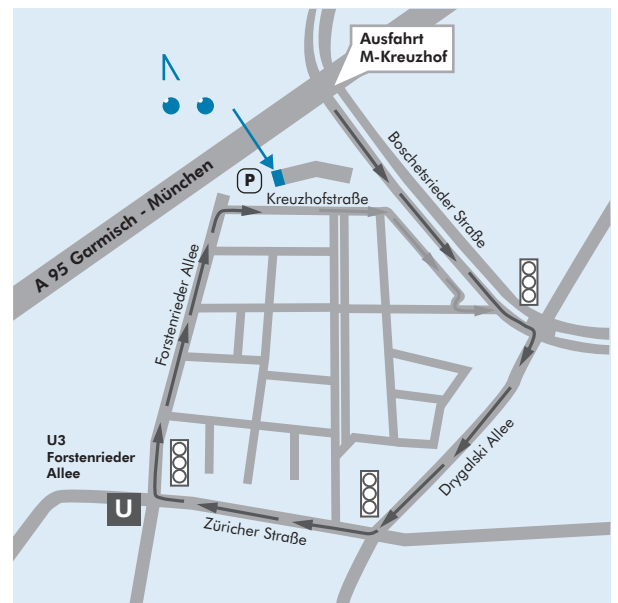 Ausfahrt
M-Kreuzhof
P
Kreuzhofstraße
Boschetsrieder Straße
A 95 Garmisch - München
Forstenrieder Allee
U3
Forstenrieder
Allee
U
Züricher Straße
Drygalski Allee